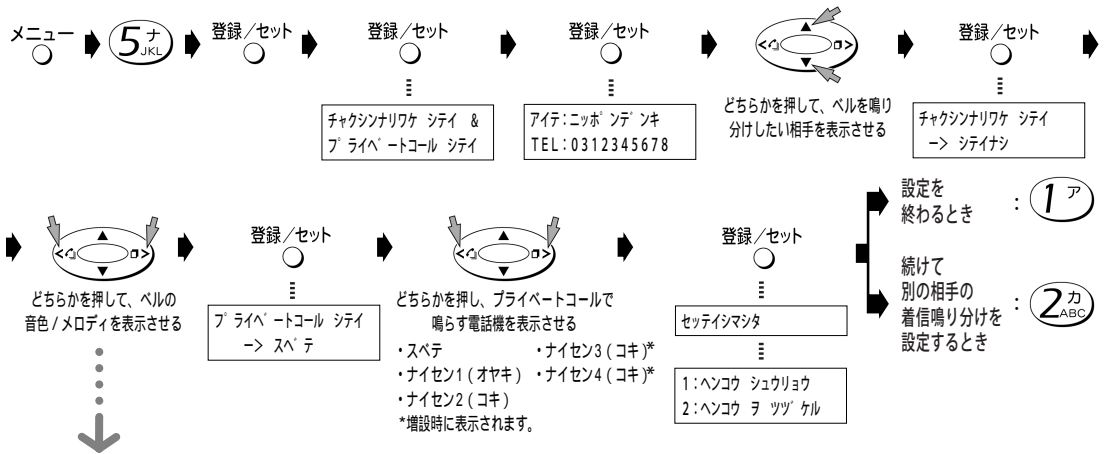 メニュー
5ナJKL
登録／セット
登録／セット
チャクシンナリワケ シテイ &
プライベートコール シテイ
登録／セット
アイテ:ニッポンデンキ
TEL:0312345678
どちらかを押して、ベルを鳴り
分けしたい相手を表示させる
登録／セット
チャクシンナリワケ シテイ
-> シテイナシ
どちらかを押して、ベルの
音色/メロディを表示させる
登録／セット
プライベートコール シテイ
-> スベテ
どちらかを押し、プライベートコールで
鳴らす電話機を表示させる
・スベテ ・ナイセン3(コキ)*
・ナイセン1(オヤキ) ・ナイセン4(コキ)*
・ナイセン2(コキ)
*増設時に表示されます。
登録／セット
セッテイシマシタ
1:ヘンコウ シュウリョウ
2:ヘンコウ ヲ ツヅケル
設定を
終わるとき : 1ア
続けて
別の相手の
着信鳴り分けを : 2カABC
設定するとき